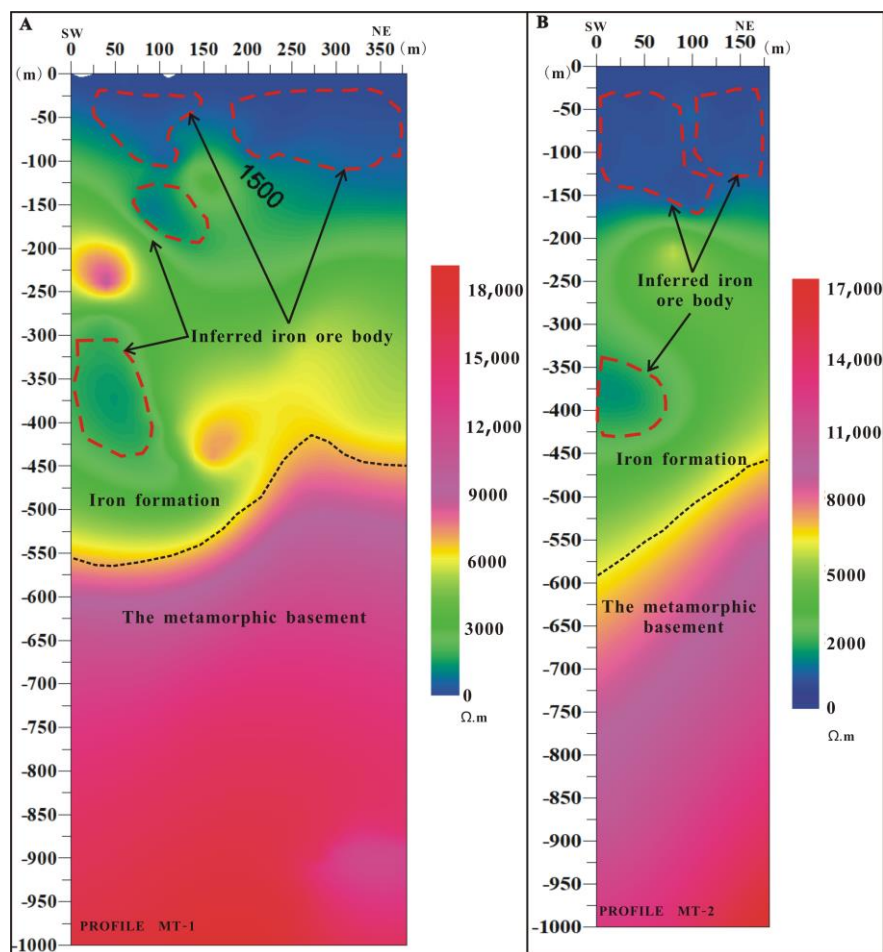 A
SW NE
0 50 100 150 250 300 350 (m)
(m) 0
-50
-100
-150
-200
-250
-300
-350
-400
-450
-500
-550
-600
-650
-700
-750
-800
-850
-900
-950
-1000
1500
Inferred iron ore body
Iron formation
The metamorphic basement
PROFILE MT-1
18,000
15,000
12,000
9000
6000
3000
0
Ω.m
B
SW NE
0 50 100 150 (m)
(m) 0
-50
-100
-150
-200
-250
-300
-350
-400
-450
-500
-550
-600
-650
-700
-750
-800
-850
-900
-950
-1000
Inferred iron
ore body
Iron formation
The metamorphic
basement
PROFILE MT-2
17,000
14,000
11,000
8000
5000
2000
0
Ω.m